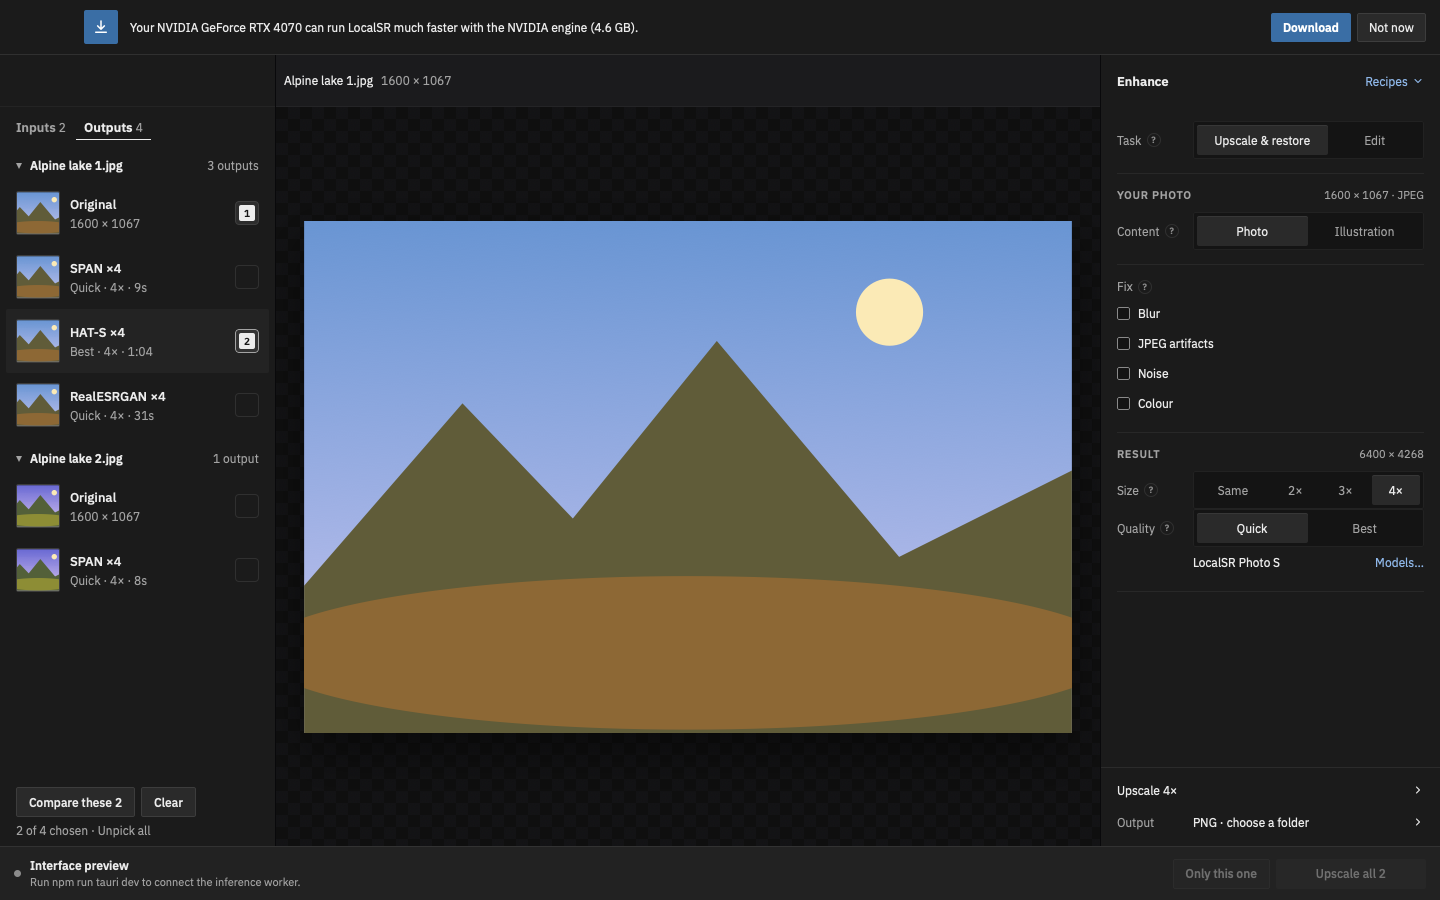 Your NVIDIA GeForce RTX 4070 can run LocalSR much faster with the NVIDIA engine (4.6 GB).
Download
Not now
Alpine lake 1.jpg 1600 × 1067
Inputs 2
Outputs 4
▼ Alpine lake 1.jpg 3 outputs
Original
1600 × 1067
1
SPAN ×4
Quick · 4× · 9s
HAT-S ×4
Best · 4× · 1:04
2
RealESRGAN ×4
Quick · 4× · 31s
▼ Alpine lake 2.jpg 1 output
Original
1600 × 1067
SPAN ×4
Quick · 4× · 8s
Compare these 2
Clear
2 of 4 chosen · Unpick all
Enhance
Recipes
Task ?
Upscale & restore
Edit
YOUR PHOTO 1600 × 1067 · JPEG
Content ?
Photo
Illustration
Fix ?
Blur
JPEG artifacts
Noise
Colour
RESULT 6400 × 4268
Size ?
Same 2× 3× 4×
Quality ?
Quick
Best
LocalSR Photo S
Models…
Upscale 4×
Output PNG · choose a folder
Interface preview
Run npm run tauri dev to connect the inference worker.
Only this one
Upscale all 2